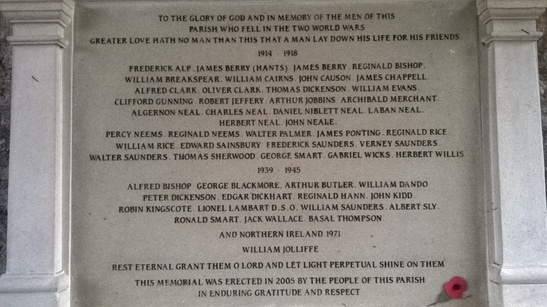 TO THE GLORY OF GOD AND IN MEMORY OF THE MEN OF THIS
PARISH WHO FELL IN THE TWO WORLD WARS
GREATER LOVE HATH NO MAN THAN THIS THAT A MAN LAY DOWN HIS LIFE FOR HIS FRIENDS
1914 1918
FREDERICK ALP. JAMES BERRY (HANTS) JAMES BERRY. REGINALD BISHOP.
WILLIAM BREAKSPEAR. WILLIAM CAIRNS. JOHN CAUSON. JAMES CHAPPELL.
ALFRED CLARK. OLIVER CLARK. THOMAS DICKENSON. WILLIAM EVANS.
CLIFFORD GUNNING. ROBERT JEFFERY. ARTHUR JOBBINS. ARCHIBALD MERCHANT.
ALGERNON NEAL. CHARLES NEAL. DANIEL NIBLETT NEAL. LABAN NEAL.
HERBERT NEAL. JOHN NEALE.
PERCY NEEMS. REGINALD NEEMS. WALTER PALMER. JAMES PONTING. REGINALD RICE
WILLIAM RICE. EDWARD SAINSBURY. FREDERICK SAUNDERS. VERNEY SAUNDERS.
WALTER SAUNDERS. THOMAS SHERWOOD. GEORGE SMART. GABRIEL WICKS. HERBERT WILLIS
1939 - 1945
ALFRED BISHOP. GEORGE BLACKMORE. ARTHUR BUTLER. WILLIAM DANDO
PETER DICKENSON. EDGAR DICKHART. REGINALD HANN. JOHN KIDD
ROBIN KINGSCOTE. LIONEL LAMBART D.S.O. WILLIAM SAUNDERS. ALBERT SLY.
RONALD SMART. JACK WALLACE. BASAL THOMPSON.
AND NORTHERN IRELAND 1971
WILLIAM JOLLIFFE
REST ETERNAL GRANT THEM O LORD AND LET LIGHT PERPETUAL SHINE ON THEM
THIS MEMORIAL WAS ERECTED IN 2005 BY THE PEOPLE OF THIS PARISH
IN ENDURING GRATITUDE AND RESPECT